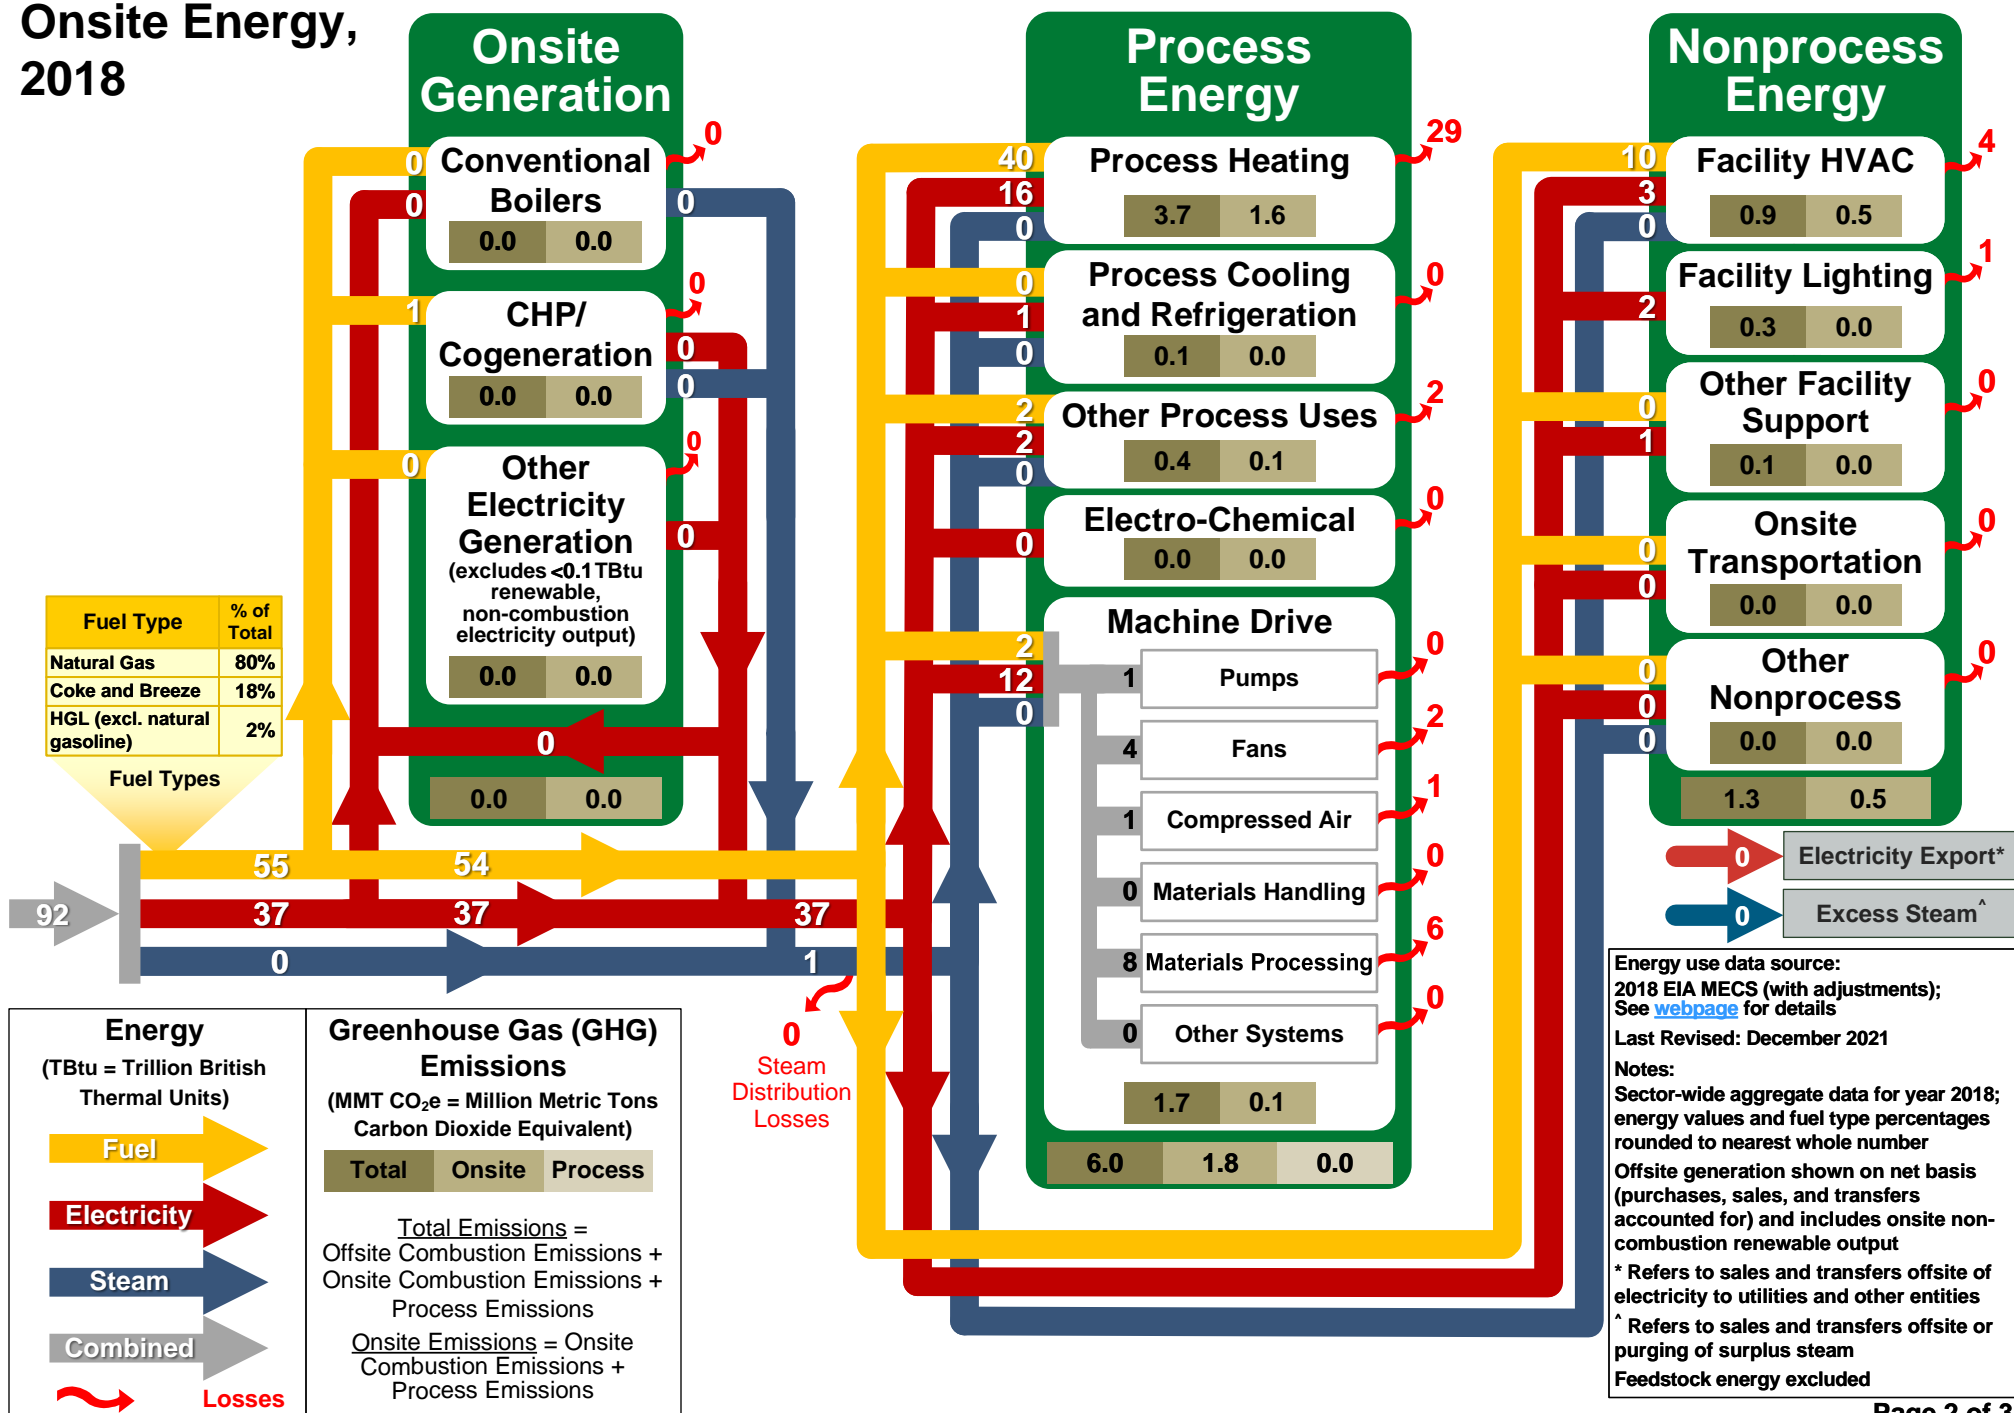 Onsite Energy,
2018
Onsite
Generation
0
Conventional
Boilers
0
0
0
0.0 0.0
0
CHP/
Cogeneration
1
0
0
0.0 0.0
0
Other
Electricity
Generation
(excludes <0.1 TBtu
renewable,
non-combustion
electricity output)
0
0
0.0 0.0
0
0.0 0.0
Fuel Type % of Total
Natural Gas 80%
Coke and Breeze 18%
HGL (excl. natural gasoline) 2%
Fuel Types
92
55 54
37 37 37
0 1
0
Steam
Distribution
Losses
Process
Energy
29
40
16
0
Process Heating
3.7 1.6
0
0
1
0
Process Cooling
and Refrigeration
0.1 0.0
2
2
2
0
Other Process Uses
0.4 0.1
0
0
Electro-Chemical
0.0 0.0
Machine Drive
2
12
0
1 Pumps 0
4 Fans 2
1 Compressed Air 1
0 Materials Handling 0
8 Materials Processing 6
0 Other Systems 0
1.7 0.1
6.0 1.8 0.0
Nonprocess
Energy
4
10
3
0
Facility HVAC
0.9 0.5
1
2
Facility Lighting
0.3 0.0
0
0
1
Other Facility
Support
0.1 0.0
0
0
0
Onsite
Transportation
0.0 0.0
0
0
0
0
Other
Nonprocess
0.0 0.0
1.3 0.5
0 Electricity Export*
0 Excess Steam^
Energy
(TBtu = Trillion British
Thermal Units)
Fuel
Electricity
Steam
Combined
Losses
Greenhouse Gas (GHG)
Emissions
(MMT CO₂e = Million Metric Tons
Carbon Dioxide Equivalent)
Total Onsite Process
Total Emissions =
Offsite Combustion Emissions +
Onsite Combustion Emissions +
Process Emissions
Onsite Emissions = Onsite
Combustion Emissions +
Process Emissions
Energy use data source:
2018 EIA MECS (with adjustments);
See webpage for details
Last Revised: December 2021
Notes:
Sector-wide aggregate data for year 2018;
energy values and fuel type percentages
rounded to nearest whole number
Offsite generation shown on net basis
(purchases, sales, and transfers
accounted for) and includes onsite non-
combustion renewable output
* Refers to sales and transfers offsite of
electricity to utilities and other entities
^ Refers to sales and transfers offsite or
purging of surplus steam
Feedstock energy excluded
Page 2 of 3